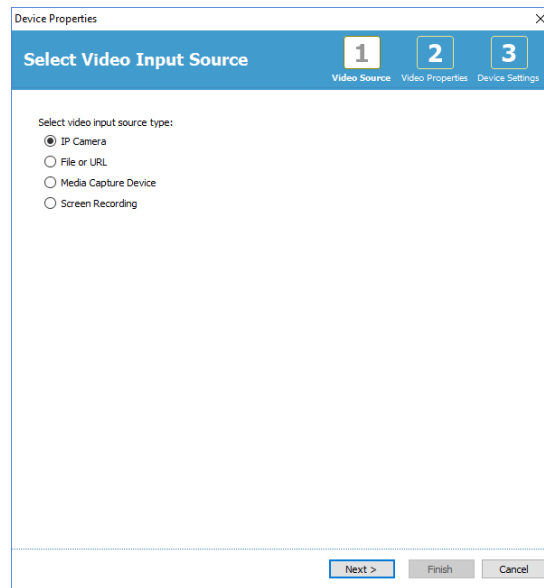 Device Properties
Select Video Input Source
1 2 3
Video Source Video Properties Device Settings
Select video input source type:
IP Camera
File or URL
Media Capture Device
Screen Recording
Next > Finish Cancel